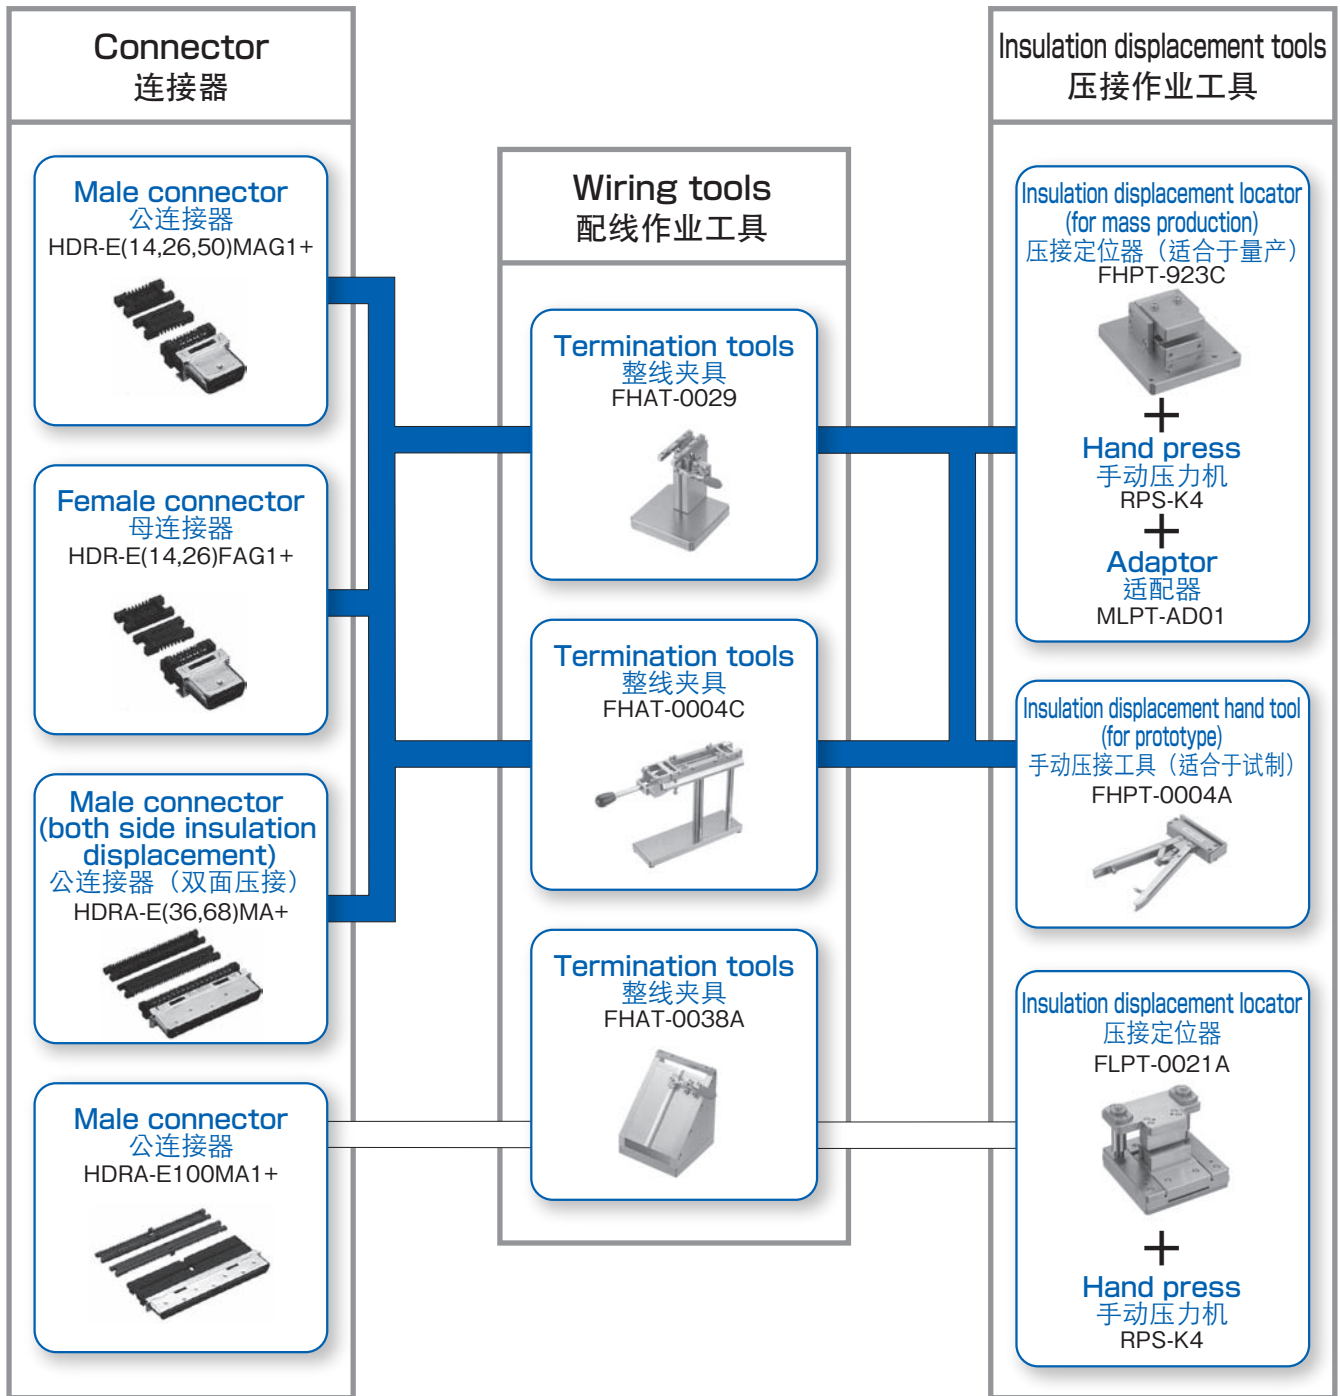 Connector
连接器
Male connector
公连接器
HDR-E(14,26,50)MAG1+
Female connector
母连接器
HDR-E(14,26)FAG1+
Male connector
(both side insulation
displacement)
公连接器（双面压接）
HDRA-E(36,68)MA+
Male connector
公连接器
HDRA-E100MA1+
Wiring tools
配线作业工具
Termination tools
整线夹具
FHAT-0029
Termination tools
整线夹具
FHAT-0004C
Termination tools
整线夹具
FHAT-0038A
Insulation displacement tools
压接作业工具
Insulation displacement locator
(for mass production)
压接定位器（适合于量产）
FHPT-923C
+
Hand press
手动压力机
RPS-K4
+
Adaptor
适配器
MLPT-AD01
Insulation displacement hand tool
(for prototype)
手动压接工具（适合于试制）
FHPT-0004A
Insulation displacement locator
压接定位器
FLPT-0021A
+
Hand press
手动压力机
RPS-K4